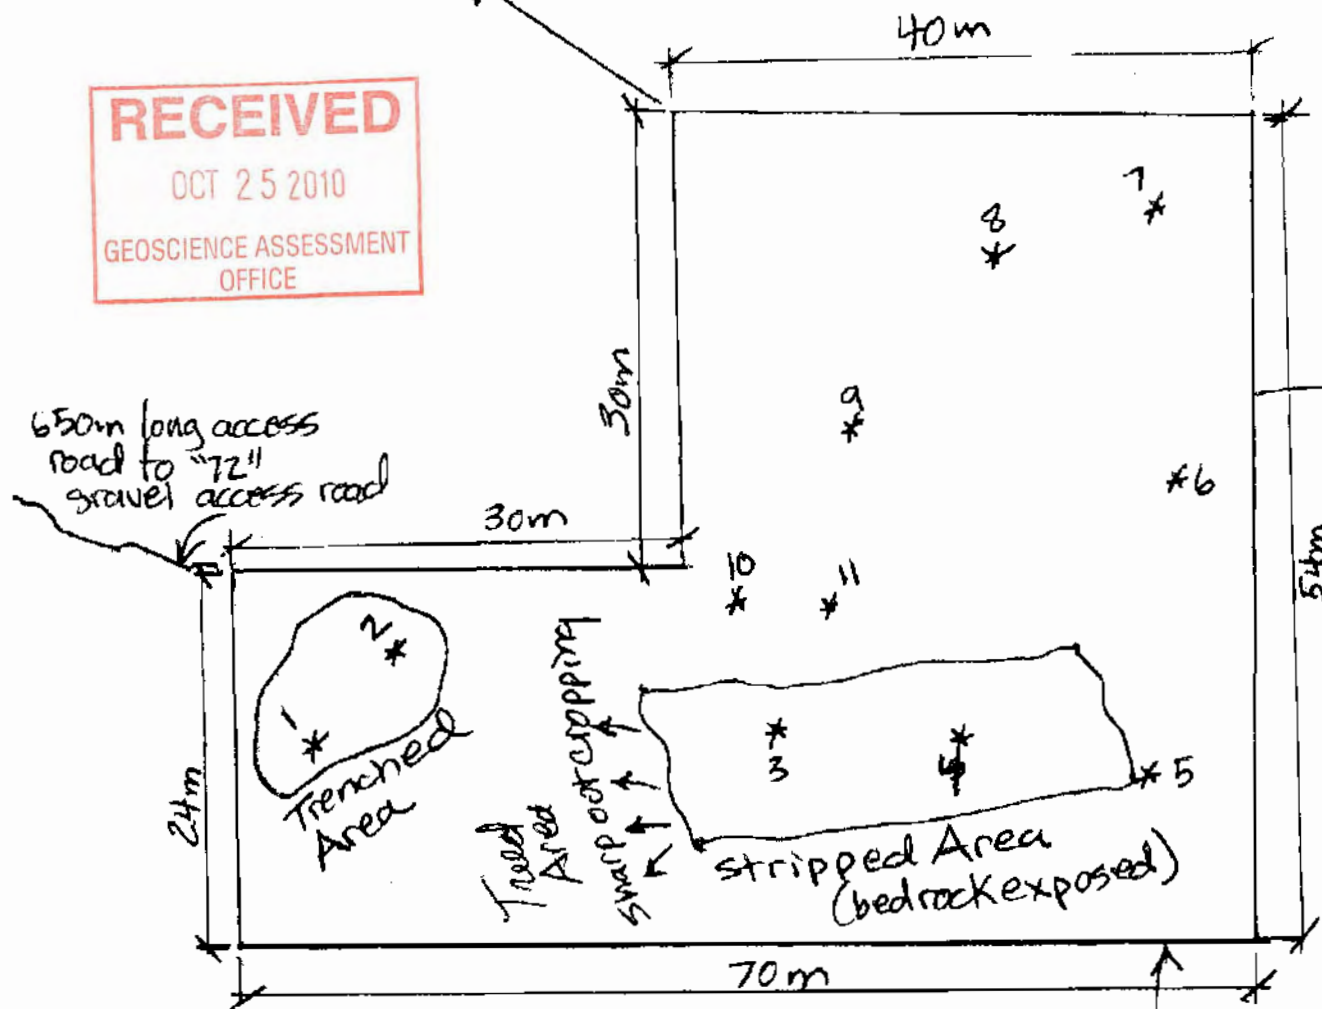 40m
RECEIVED
OCT 25 2010
GEOSCIENCE ASSESSMENT
OFFICE
7
8
30m
9
650m long access
road to "72"
gravel access road
6
30m
54m
10
11
2
1
Trenched
Area
24m
Treed
Area
sharp outcropping
3
4
5
stripped Area
(bedrock exposed)
70m